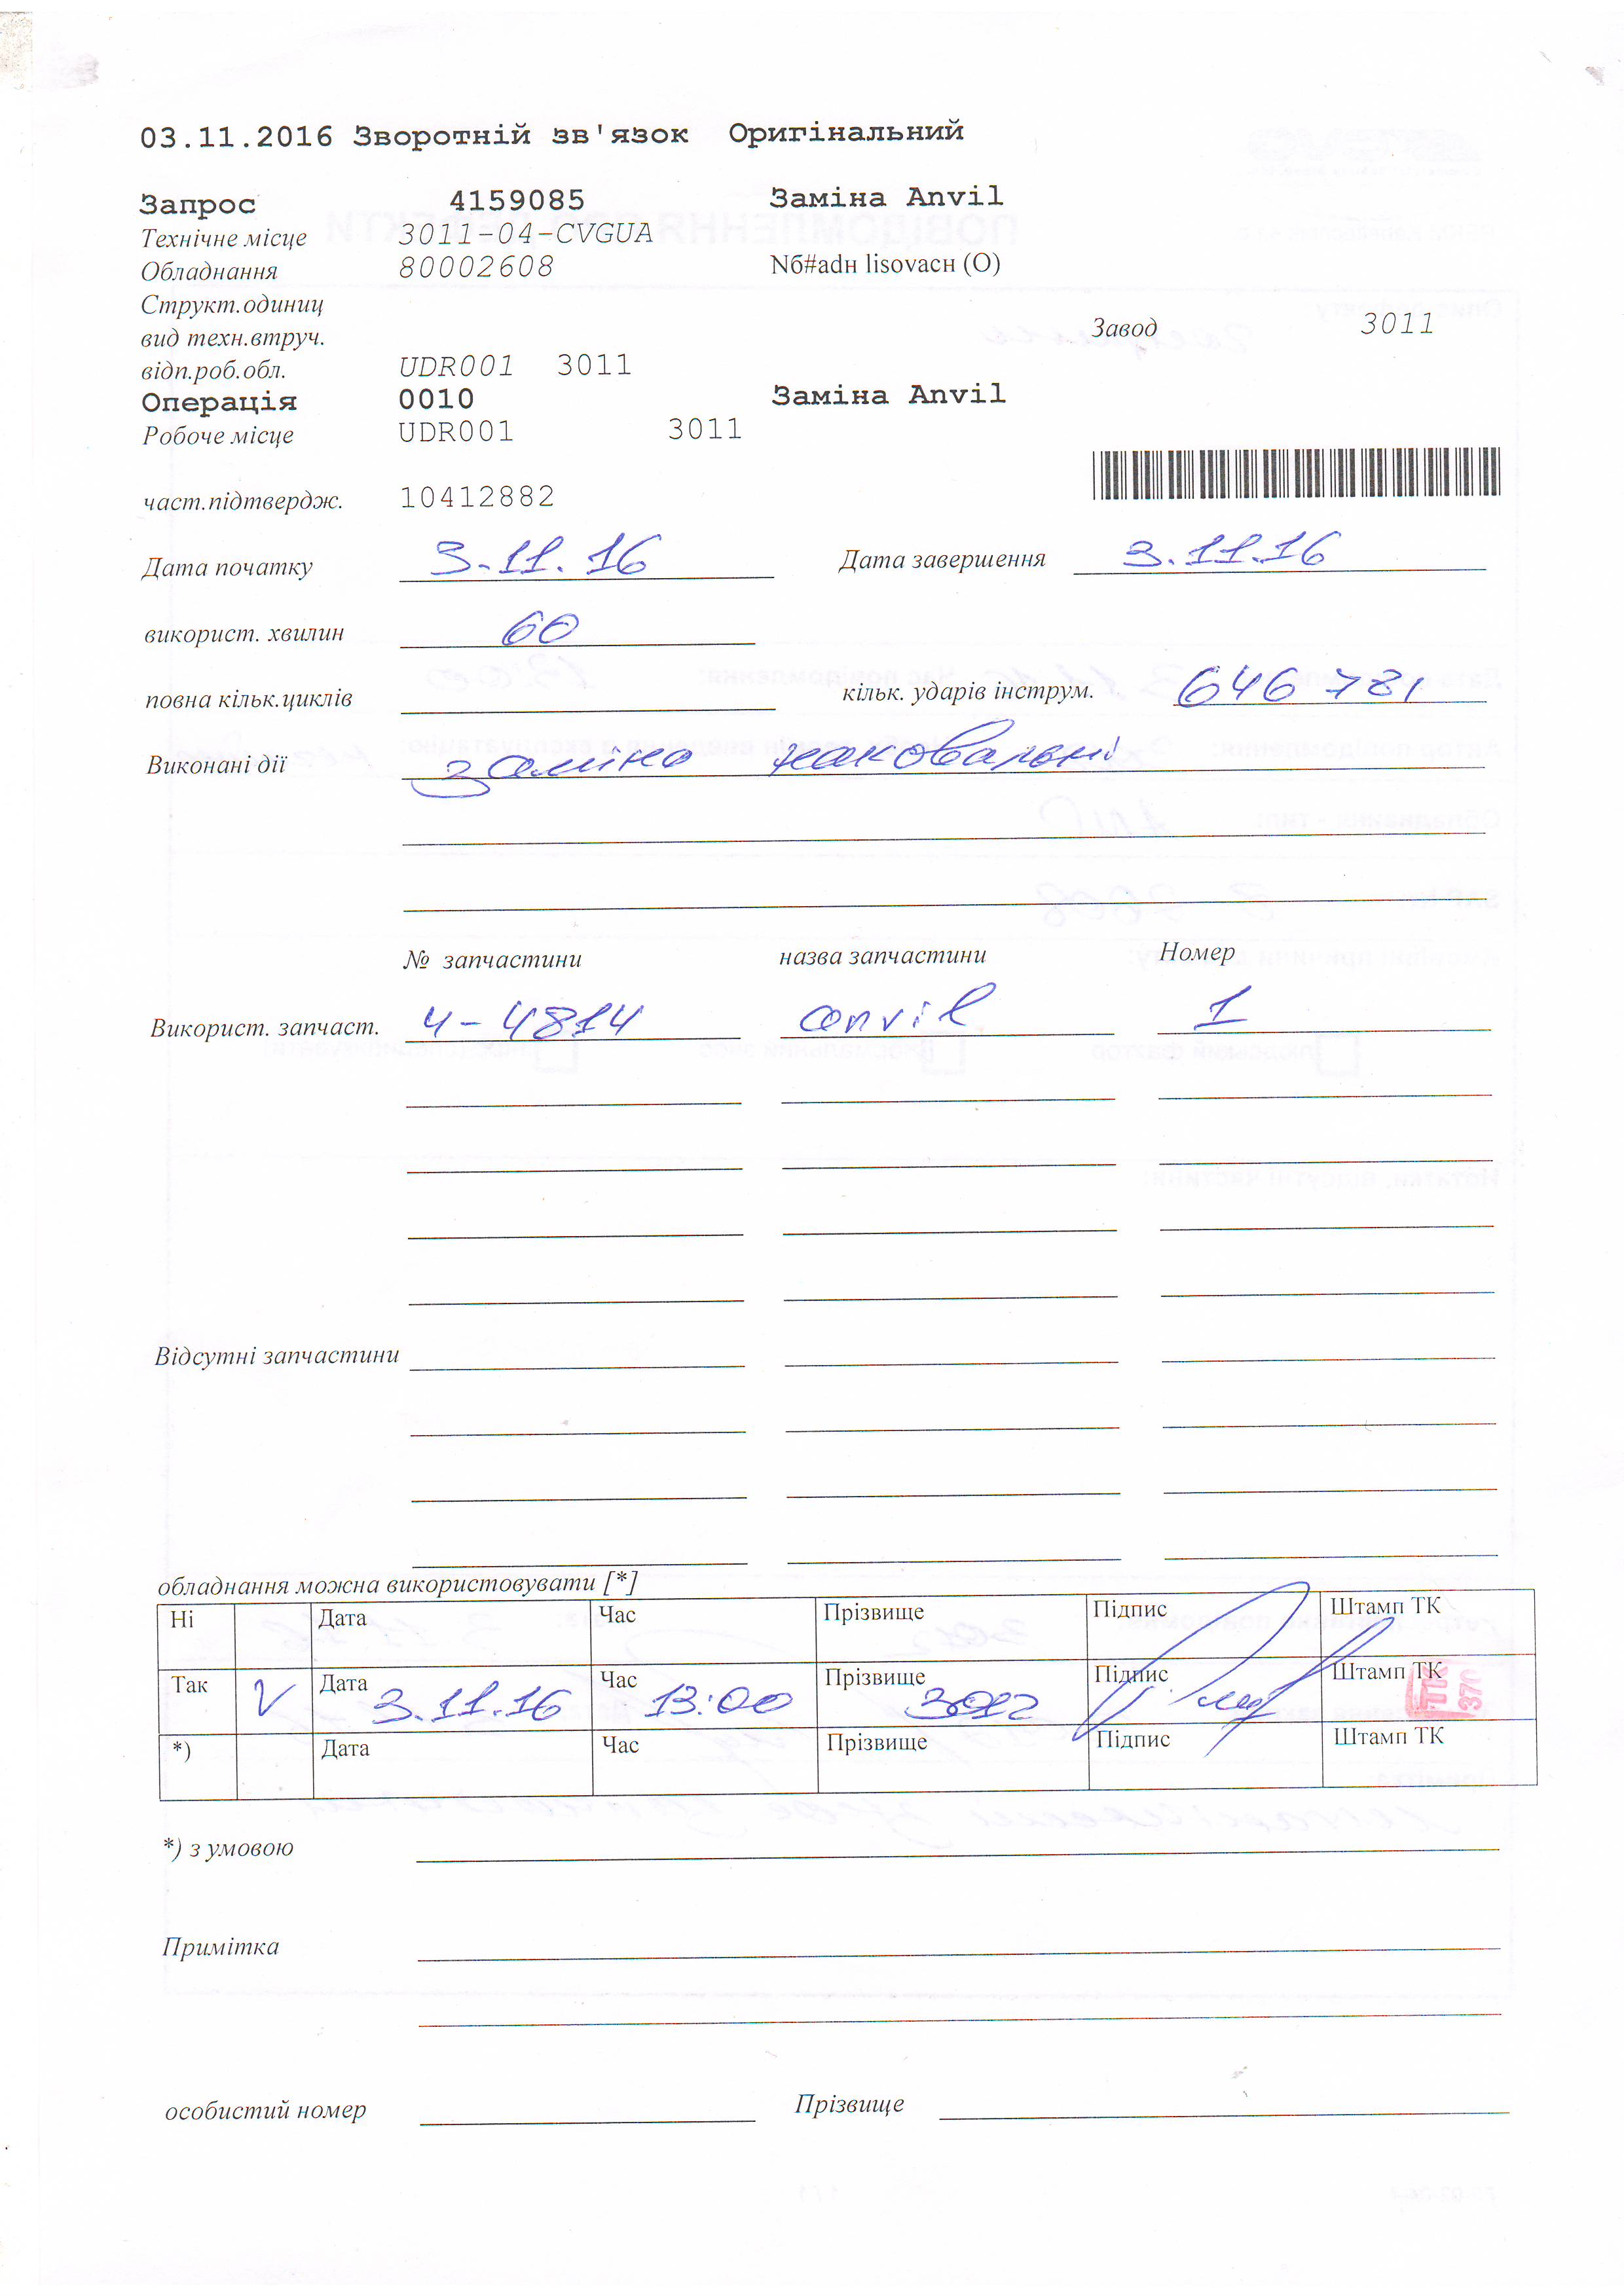 03.11.2016 Зворотній зв'язок Оригінальний
Запрос 4159085 Заміна Anvil
Технічне місце 3011-04-CVGUA
Обладнання 80002608 Nб#adн lisovacн (O)
Структ.одиниц
вид техн.втруч. Завод 3011
відп.роб.обл. UDR001 3011
Операція 0010 Заміна Anvil
Робоче місце UDR001 3011
част.підтвердж. 10412882
Дата початку 3.11.16 Дата завершення 3.11.16
використ. хвилин 60
повна кільк.циклів кільк. ударів інструм. 646781
Виконані дії заміна наковальні
№ запчастини назва запчастини Номер
Використ. запчаст. 4-4814 anvil 1
Відсутні запчастини
обладнання можна використовувати [*]
Ні Дата Час Прізвище Підпис Штамп ТК
Так V Дата 3.11.16 Час 13:00 Прізвище Підпис Штамп ТК
*) Дата Час Прізвище Підпис Штамп ТК
*) з умовою
Примітка
особистий номер Прізвище